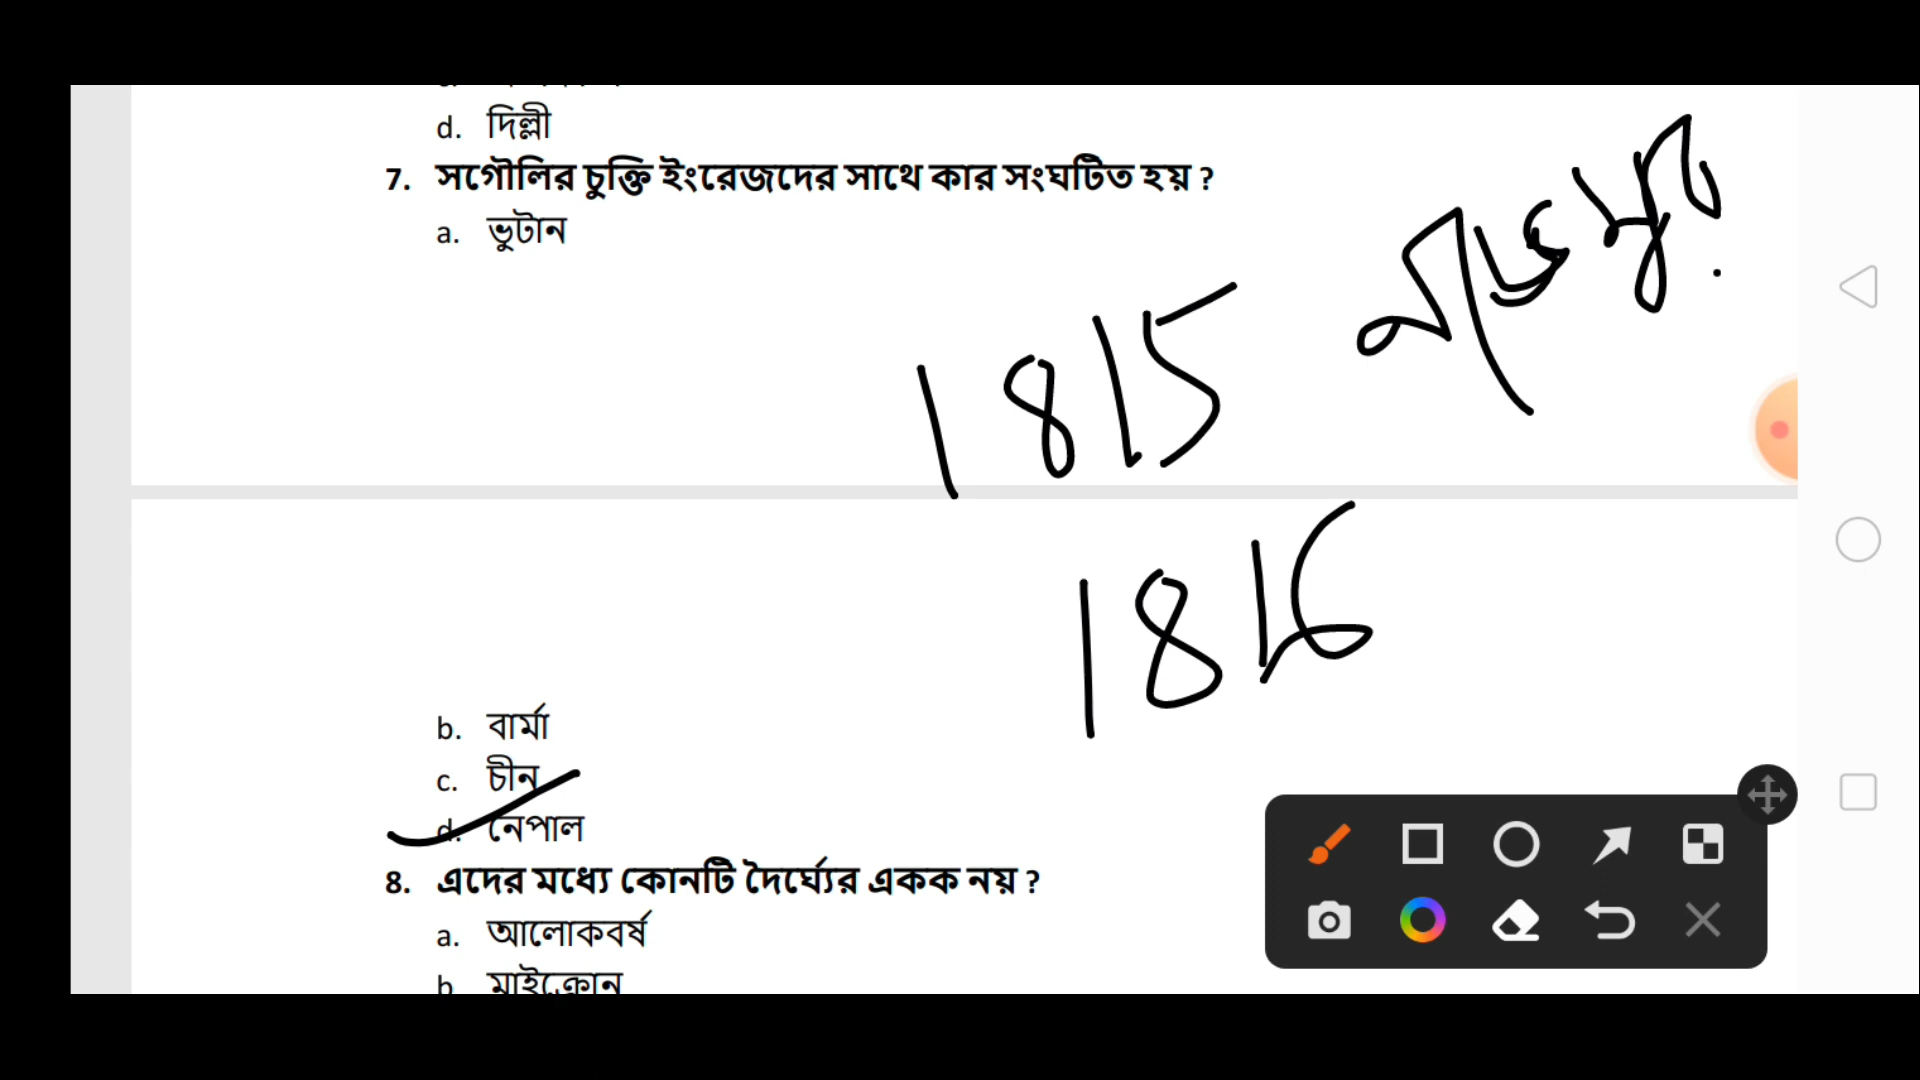 d. দিল্লী
7. সগৌলির চুক্তি ইংরেজদের সাথে কার সংঘটিত হয় ?
a. ভুটান
1815
1816
b. বার্মা
c. চীন
d. নেপাল
8. এদের মধ্যে কোনটি দৈর্ঘ্যের একক নয় ?
a. আলোকবর্ষ
b. মাইক্রোন